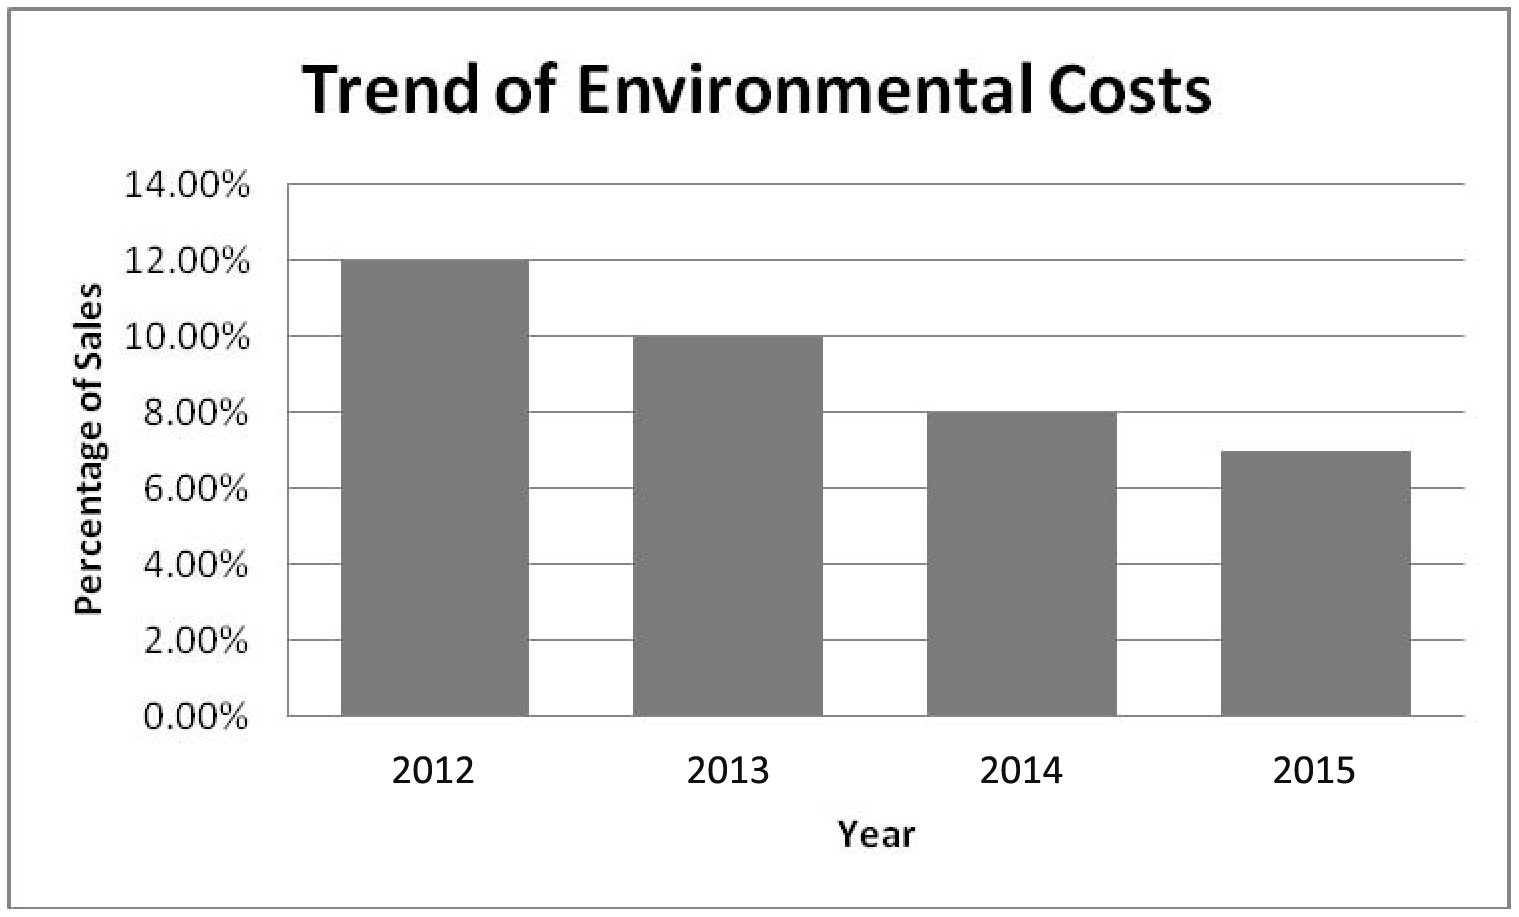 Trend of Environmental Costs
14.00%
12.00%
10.00%
8.00%
6.00%
4.00%
2.00%
0.00%
Percentage of Sales
2012 2013 2014 2015
Year